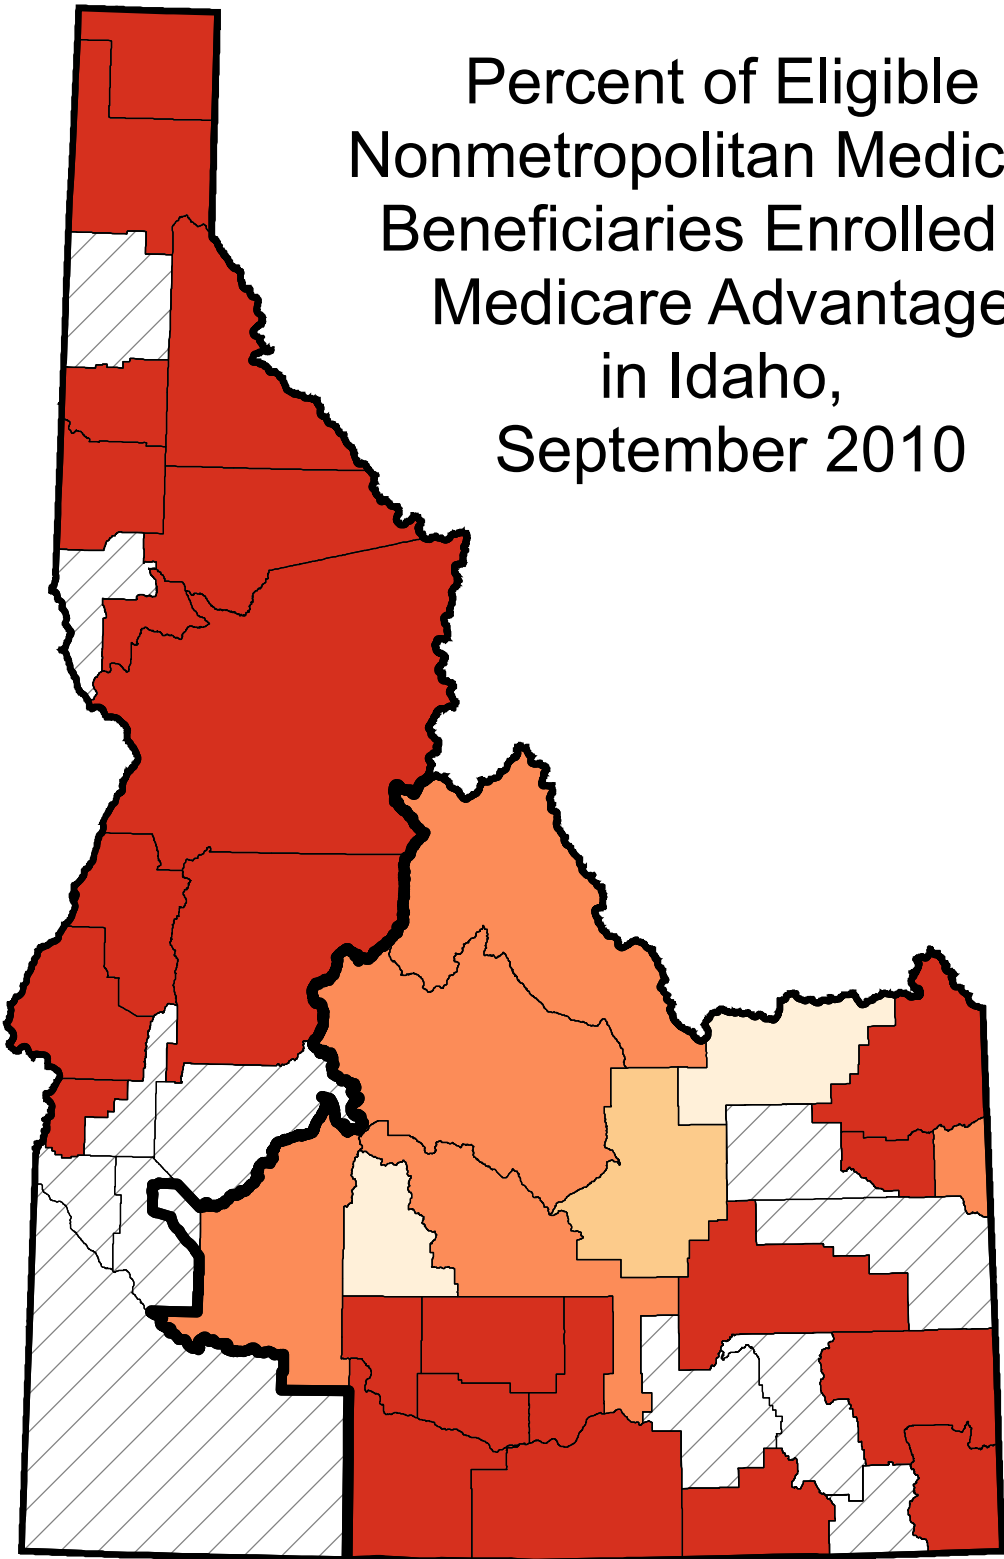 Percent of Eligible
Nonmetropolitan Medic
Beneficiaries Enrolled
Medicare Advantage
in Idaho,
September 2010